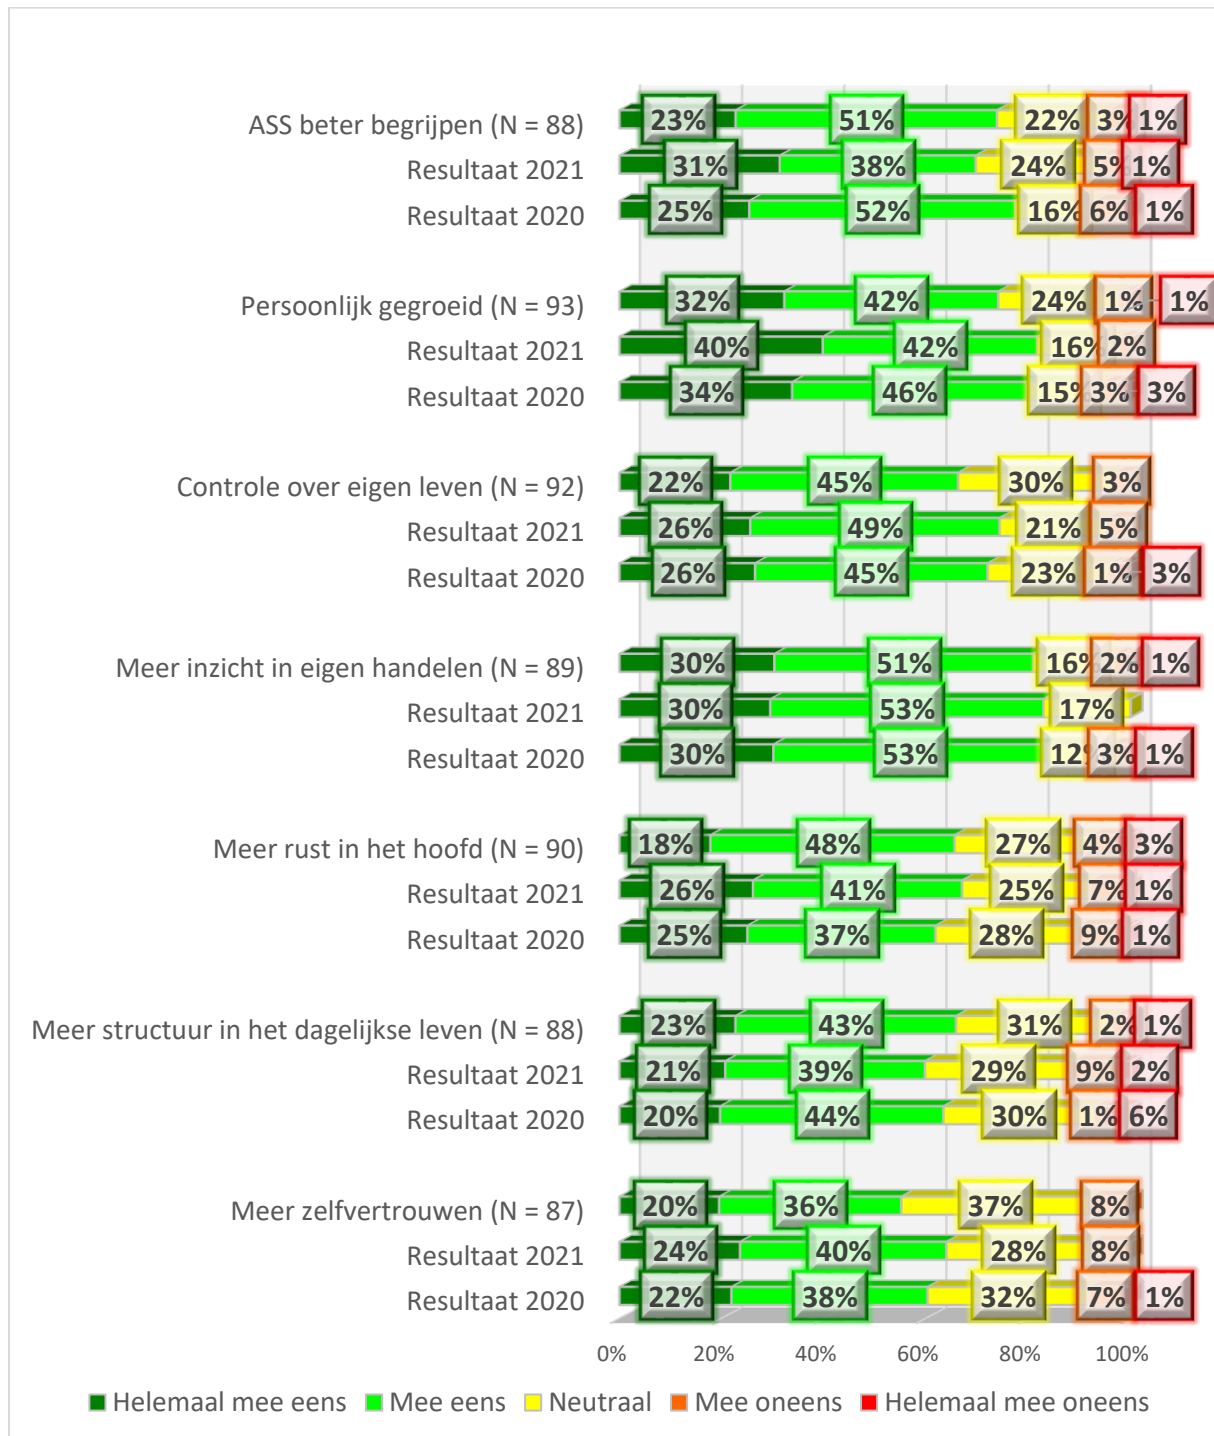 ASS beter begrijpen (N = 88) 23% 51% 22% 3% 1%
Resultaat 2021 31% 38% 24% 5% 1%
Resultaat 2020 25% 52% 16% 6% 1%
Persoonlijk gegroeid (N = 93) 32% 42% 24% 1% 1%
Resultaat 2021 40% 42% 16% 2%
Resultaat 2020 34% 46% 15% 3% 3%
Controle over eigen leven (N = 92) 22% 45% 30% 3%
Resultaat 2021 26% 49% 21% 5%
Resultaat 2020 26% 45% 23% 1% 3%
Meer inzicht in eigen handelen (N = 89) 30% 51% 16% 2% 1%
Resultaat 2021 30% 53% 17%
Resultaat 2020 30% 53% 12% 3% 1%
Meer rust in het hoofd (N = 90) 18% 48% 27% 4% 3%
Resultaat 2021 26% 41% 25% 7% 1%
Resultaat 2020 25% 37% 28% 9% 1%
Meer structuur in het dagelijkse leven (N = 88) 23% 43% 31% 2% 1%
Resultaat 2021 21% 39% 29% 9% 2%
Resultaat 2020 20% 44% 30% 1% 6%
Meer zelfvertrouwen (N = 87) 20% 36% 37% 8%
Resultaat 2021 24% 40% 28% 8%
Resultaat 2020 22% 38% 32% 7% 1%
0% 20% 40% 60% 80% 100%
Helemaal mee eens Mee eens Neutraal Mee oneens Helemaal mee oneens